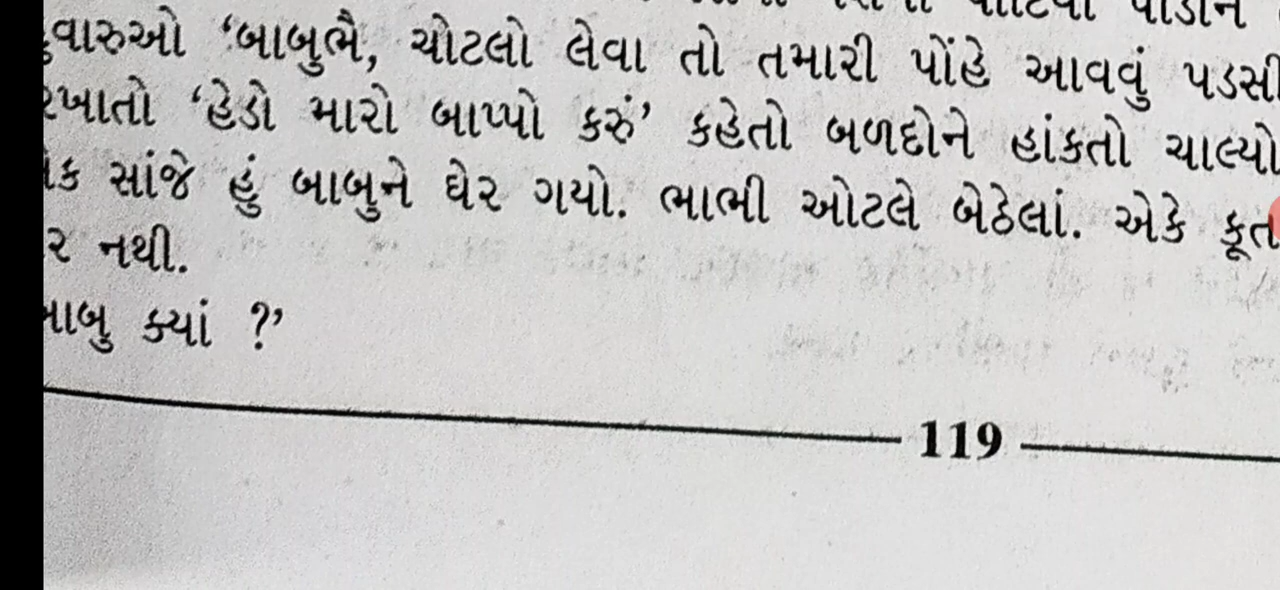 વારુઓ ‘બાબુભૈ, ચોટલો લેવા તો તમારી પોંહે આવવું પડસી
ખાતો ‘હેડો મારો બાપ્પો કરું’ કહેતો બળદોને હાંકતો ચાલ્યો
ક સાંજે હું બાબુને ઘેર ગયો. ભાભી ઓટલે બેઠેલાં. એકે કૂત
ર નથી.
બાબુ ક્યાં ?’
119